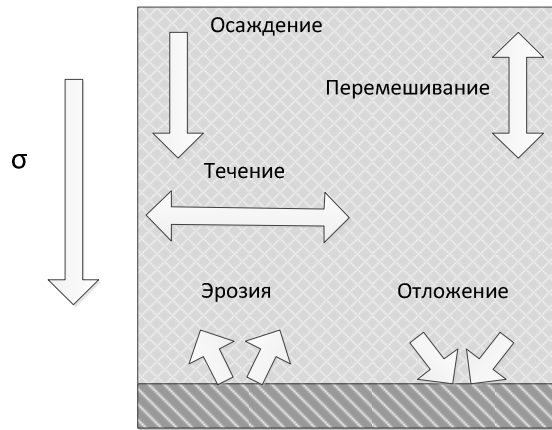 Осаждение
Перемешивание
σ
Течение
Эрозия
Отложение